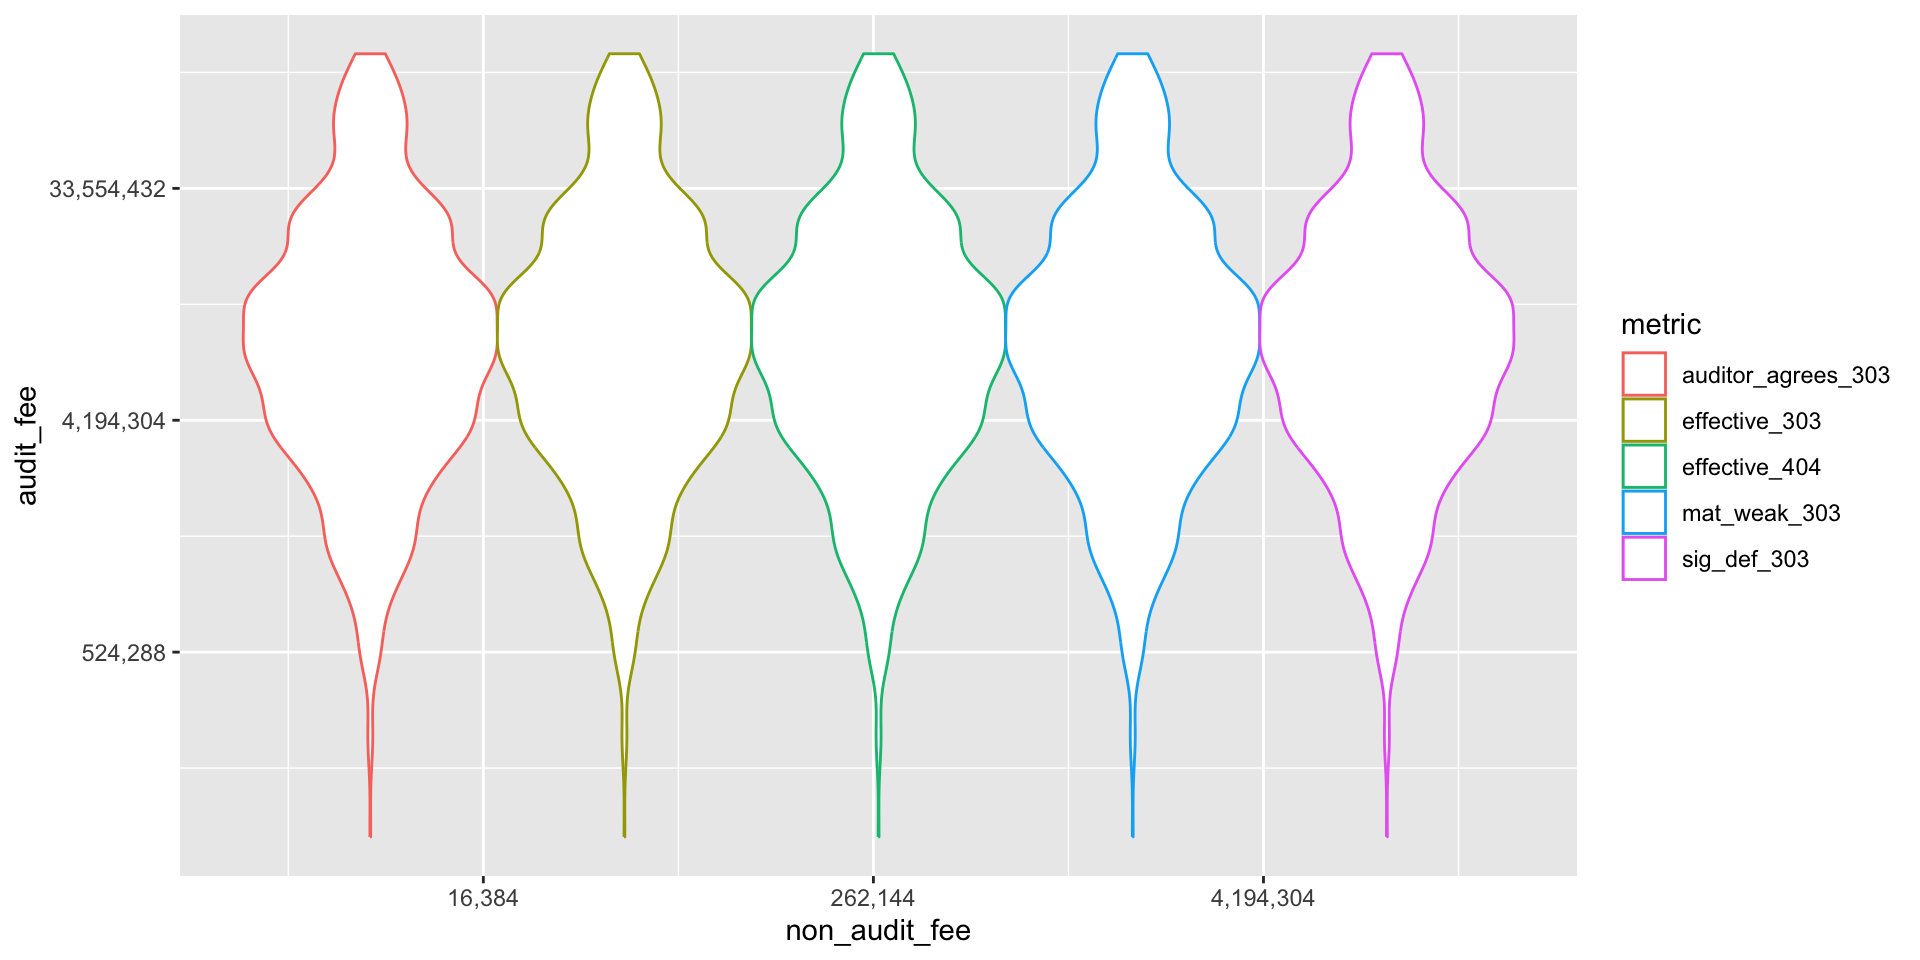 33,554,432
4,194,304
524,288
audit_fee
16,384
262,144
4,194,304
non_audit_fee
metric
auditor_agrees_303
effective_303
effective_404
mat_weak_303
sig_def_303